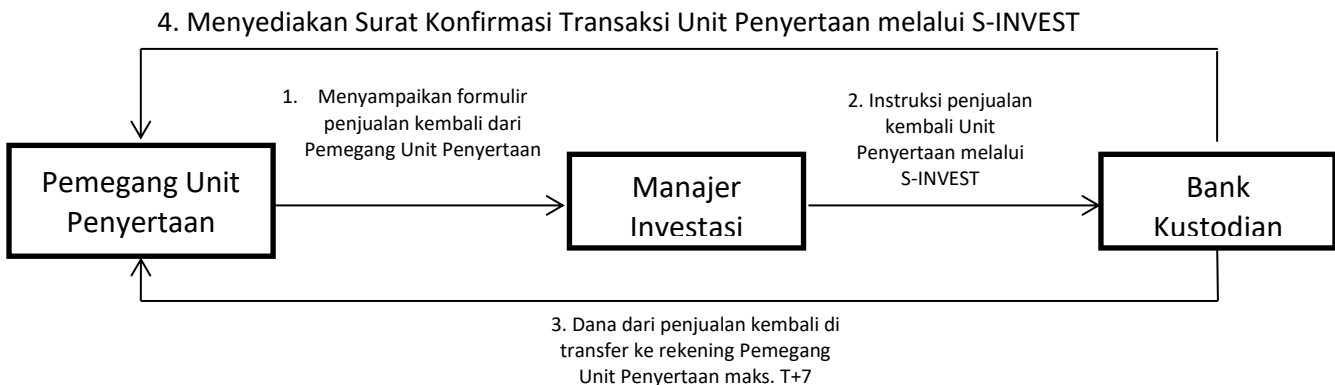 4. Menyediakan Surat Konfirmasi Transaksi Unit Penyertaan melalui S-INVEST
1. Menyampaikan formulir
penjualan kembali dari
Pemegang Unit Penyertaan
2. Instruksi penjualan
kembali Unit
Penyertaan melalui
S-INVEST
Pemegang Unit
Penyertaan
Manajer
Investasi
Bank
Kustodian
3. Dana dari penjualan kembali di
transfer ke rekening Pemegang
Unit Penyertaan maks. T+7